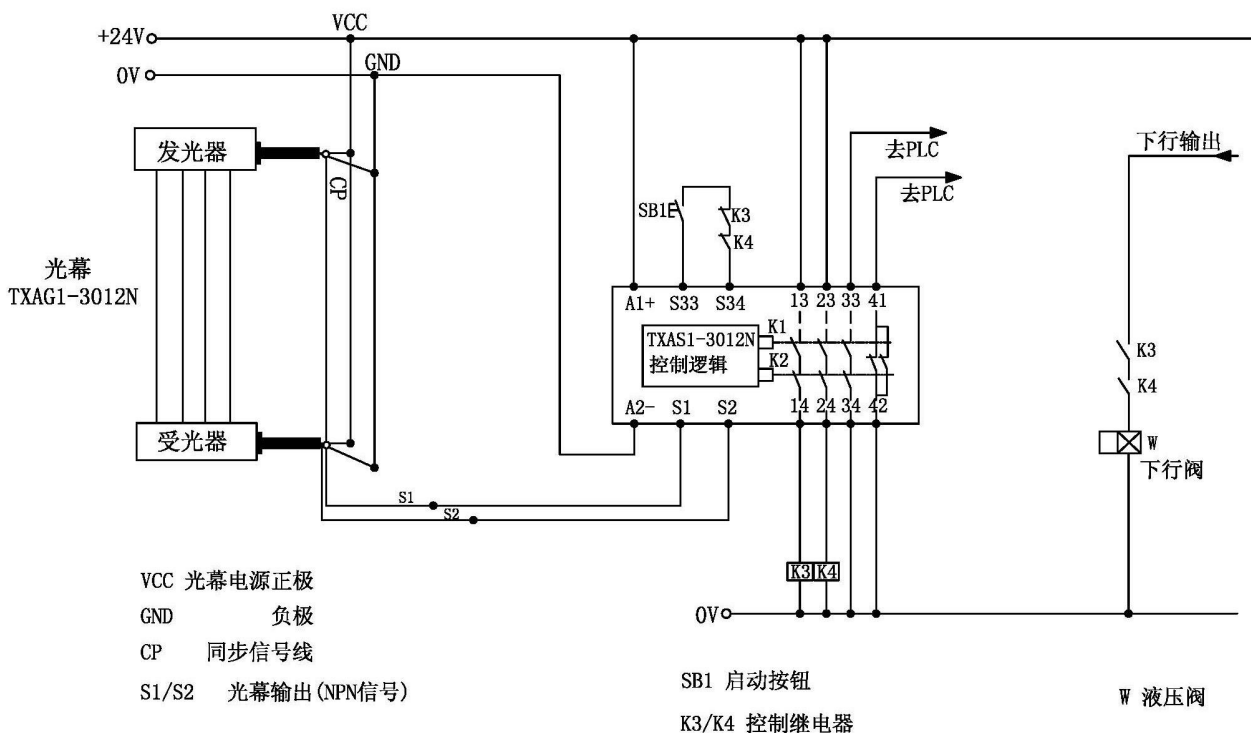 VCC
+24V
GND
0V
发光器
去PLC
下行输出
去PLC
CP
SB1
K3
K4
光幕
TXAG1-3012N
A1+ S33 S34 13 23 33 41
TXAS1-3012N
控制逻辑
K1
K2
K3
K4
A2- S1 S2 14 24 34 42
受光器
W
下行阀
S1
S2
K3 K4
VCC 光幕电源正极
GND 负极
CP 同步信号线
S1/S2 光幕输出(NPN信号)
0V
SB1 启动按钮
K3/K4 控制继电器
W 液压阀